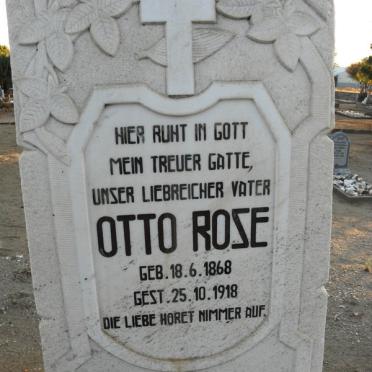 HIER RUHT IN GOTT
MEIN TREUER GATTE,
UNSER LIEBREICHER VATER
OTTO ROSE
GEB. 18.6.1868
GEST. 25.10.1918
DIE LIEBE HÖRET NIMMER AUF.